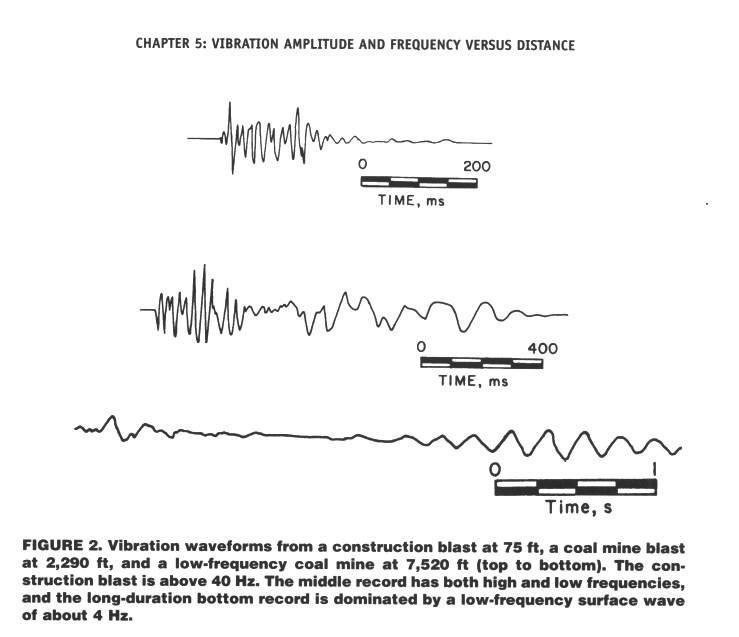 CHAPTER 5: VIBRATION AMPLITUDE AND FREQUENCY VERSUS DISTANCE
0 200
TIME, ms
0 400
TIME, ms
0 1
Time, s
FIGURE 2. Vibration waveforms from a construction blast at 75 ft, a coal mine blast
at 2,290 ft, and a low-frequency coal mine at 7,520 ft (top to bottom). The con-
struction blast is above 40 Hz. The middle record has both high and low frequencies,
and the long-duration bottom record is dominated by a low-frequency surface wave
of about 4 Hz.